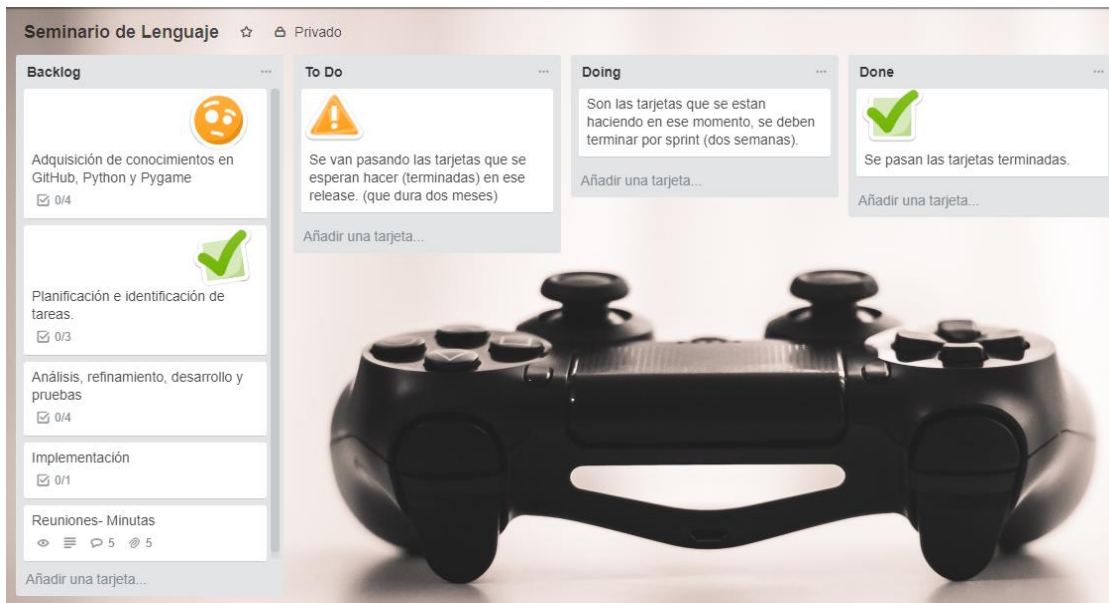 Seminario de Lenguaje
Privado
Backlog
Adquisición de conocimientos en
GitHub, Python y Pygame
0/4
Planificación e identificación de
tareas.
0/3
Análisis, refinamiento, desarrollo y
pruebas
0/4
Implementación
0/1
Reuniones- Minutas
5 5
Añadir una tarjeta...
To Do
Se van pasando las tarjetas que se
esperan hacer (terminadas) en ese
release. (que dura dos meses)
Añadir una tarjeta...
Doing
Son las tarjetas que se estan
haciendo en ese momento, se deben
terminar por sprint (dos semanas).
Añadir una tarjeta...
Done
Se pasan las tarjetas terminadas.
Añadir una tarjeta...